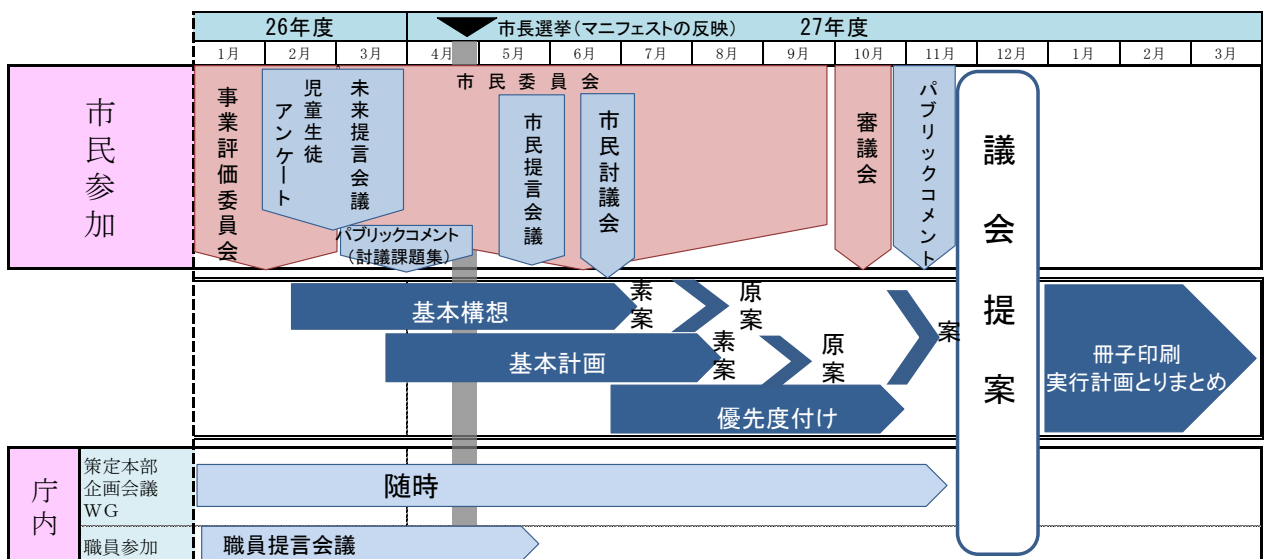 26年度
市長選挙(マニフェストの反映)
27年度
1月
2月
3月
4月
5月
6月
7月
8月
9月
10月
11月
12月
1月
2月
3月
市民参加
事業評価委員会
児童生徒
アンケート
未来提言会議
パブリックコメント
(討議課題集)
市民委員会
市民提言会議
市民討議会
審議会
パブリックコメント
議会提案
基本構想
素案
原案
基本計画
素案
原案
案
優先度付け
冊子印刷
実行計画とりまとめ
庁内
策定本部
企画会議
WG
随時
職員参加
職員提言会議